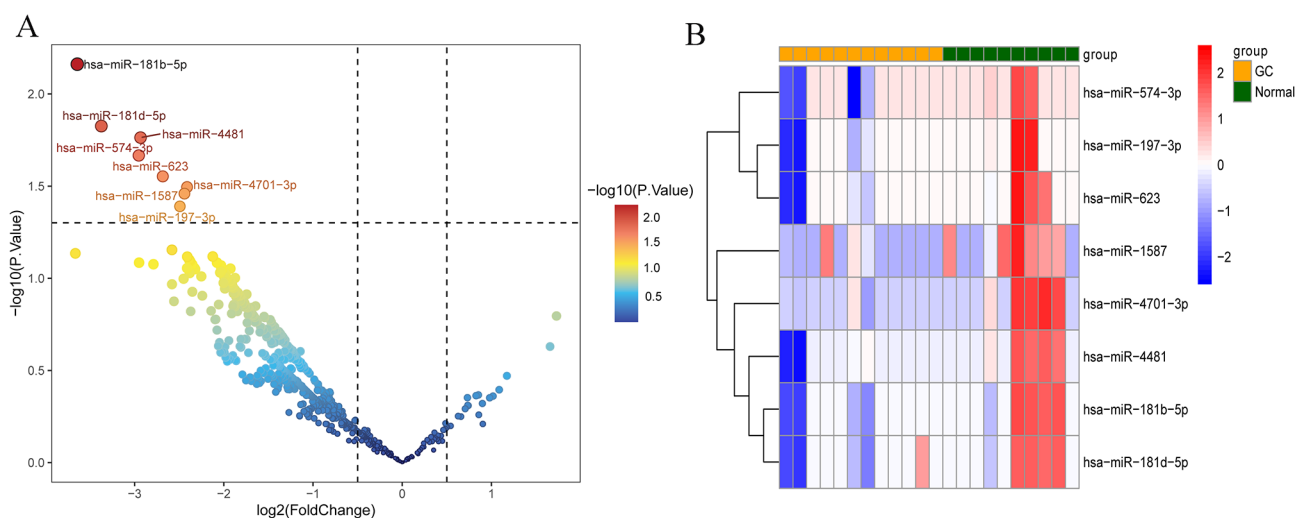 A
hsa−miR−181b−5p
hsa−miR−181d−5p
hsa−miR−4481
hsa−miR−574−3p
hsa−miR−623
hsa−miR−4701−3p
hsa−miR−1587
hsa−miR−197−3p
2.0
1.5
1.0
0.5
0.0
−log10(P.Value)
−3
−2
−1
0
1
log2(FoldChange)
−log10(P.Value)
2.0
1.5
1.0
0.5
B
group
hsa−miR−574−3p
hsa−miR−197−3p
hsa−miR−623
hsa−miR−1587
hsa−miR−4701−3p
hsa−miR−4481
hsa−miR−181b−5p
hsa−miR−181d−5p
2
1
0
−1
−2
group
GC
Normal